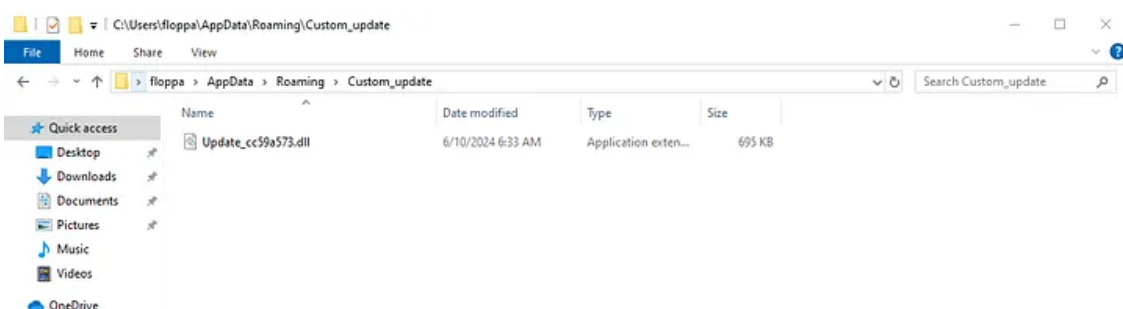 C:\Users\floppa\AppData\Roaming\Custom_update
File Home Share View
floppa > AppData > Roaming > Custom_update Search Custom_update
Name Date modified Type Size
Quick access
Update_cc59a573.dll 6/10/2024 6:33 AM Application exten... 695 KB
Desktop
Downloads
Documents
Pictures
Music
Videos
OneDrive